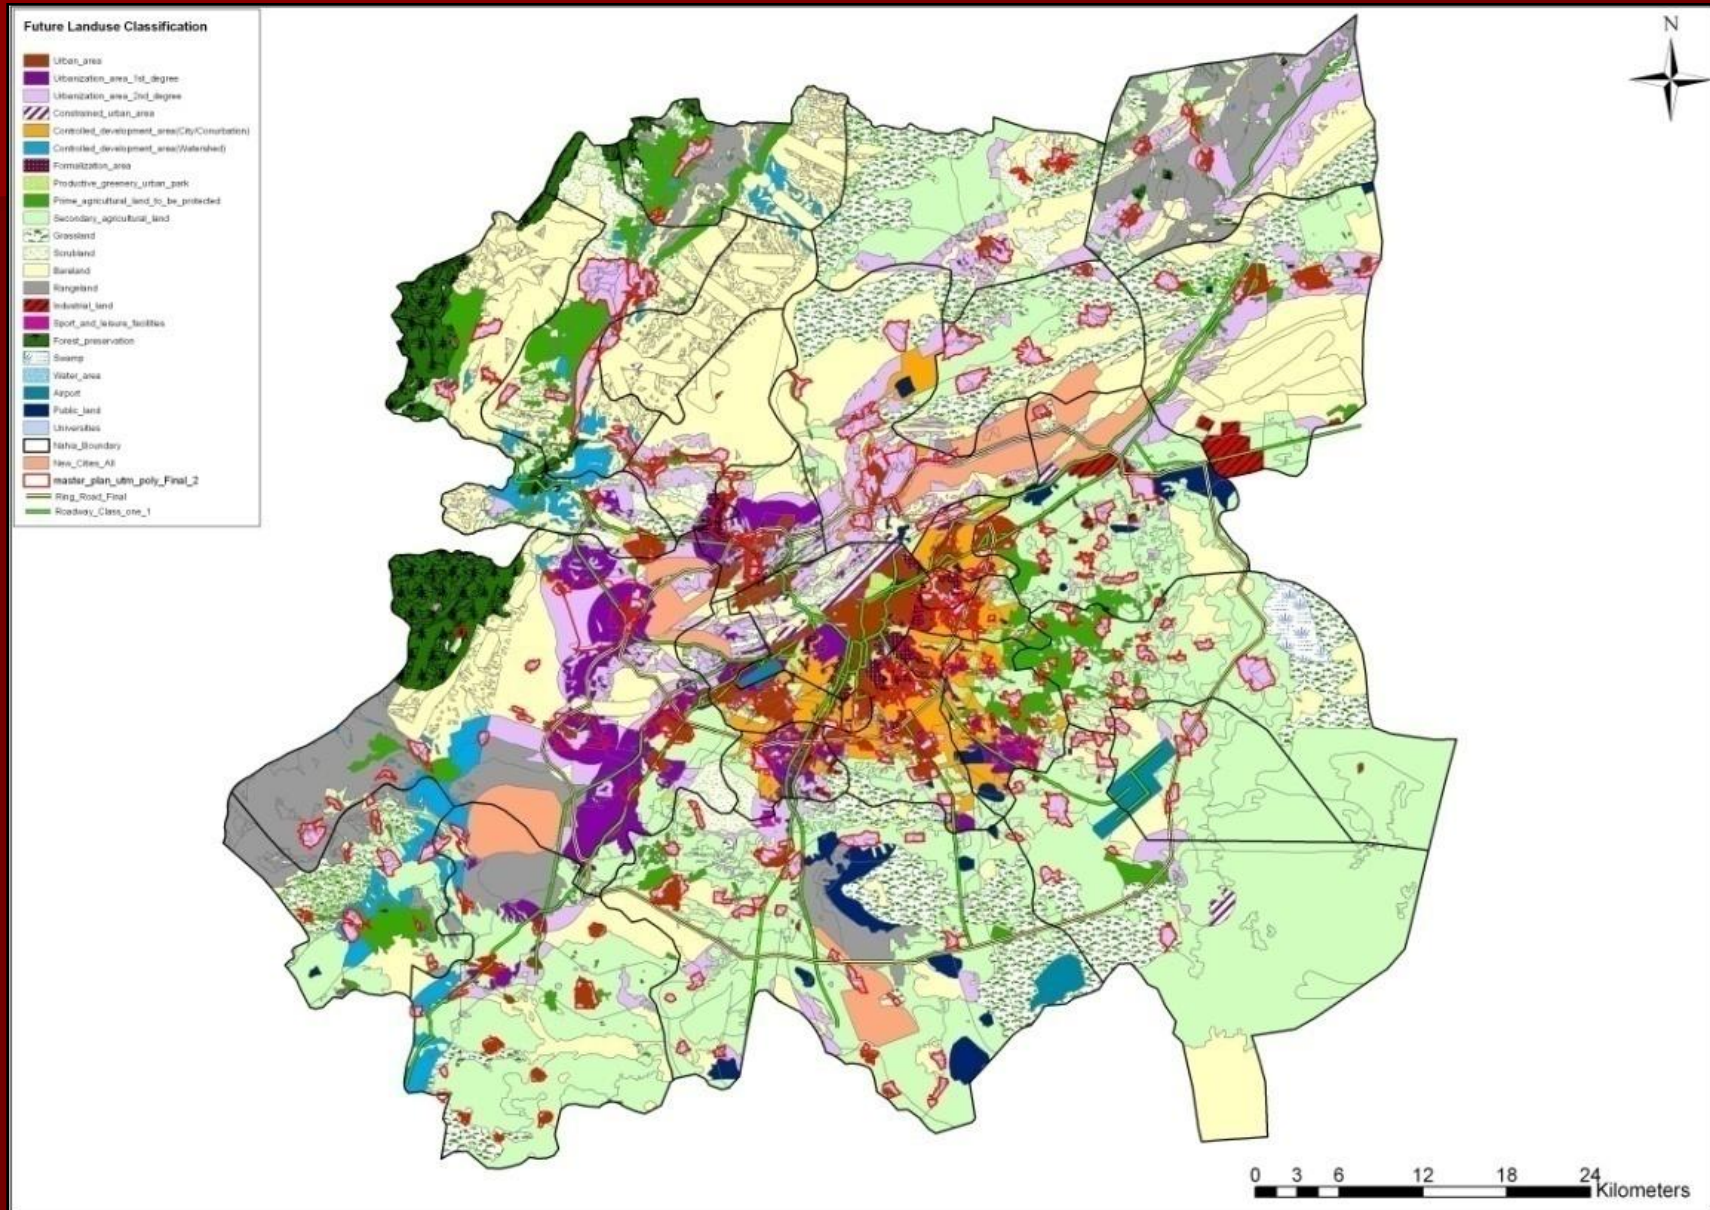 Future Landuse Classification
Urban_area
Urbanization_area_1st_degree
Urbanization_area_2nd_degree
Constrained_urban_area
Controlled_development_area(City/Conurbation)
Controlled_development_area(Watershed)
Formalization_area
Productive_greenery_urban_park
Prime_agricultural_land_to_be_protected
Secondary_agricultural_land
Grassland
Scrubland
Bareland
Rangeland
Industrial_land
Sport_and_leisure_facilities
Forest_preservation
Swamp
Water_area
Airport
Public_land
Universities
Nahia_Boundary
New_Cities_All
master_plan_utm_poly_Final_2
Ring_Road_Final
Roadway_Class_one_1
N
0 3 6 12 18 24
Kilometers